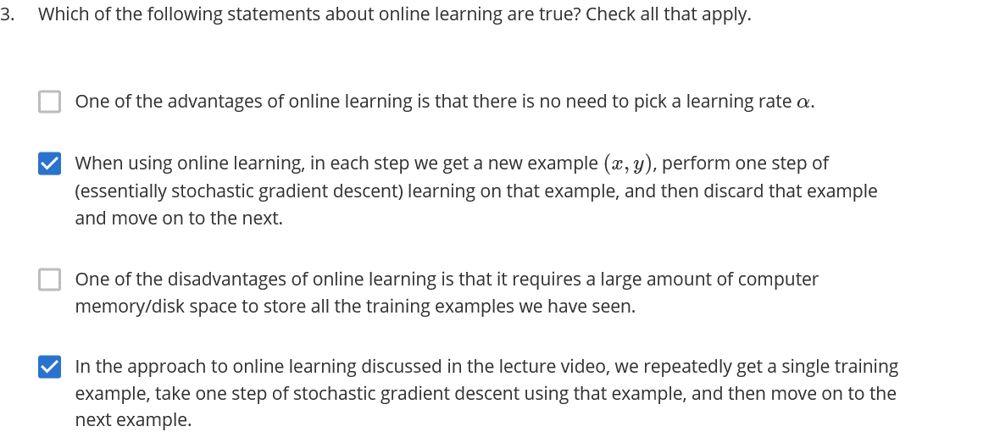 3. Which of the following statements about online learning are true? Check all that apply.
One of the advantages of online learning is that there is no need to pick a learning rate α.
When using online learning, in each step we get a new example (x, y), perform one step of
(essentially stochastic gradient descent) learning on that example, and then discard that example
and move on to the next.
One of the disadvantages of online learning is that it requires a large amount of computer
memory/disk space to store all the training examples we have seen.
In the approach to online learning discussed in the lecture video, we repeatedly get a single training
example, take one step of stochastic gradient descent using that example, and then move on to the
next example.